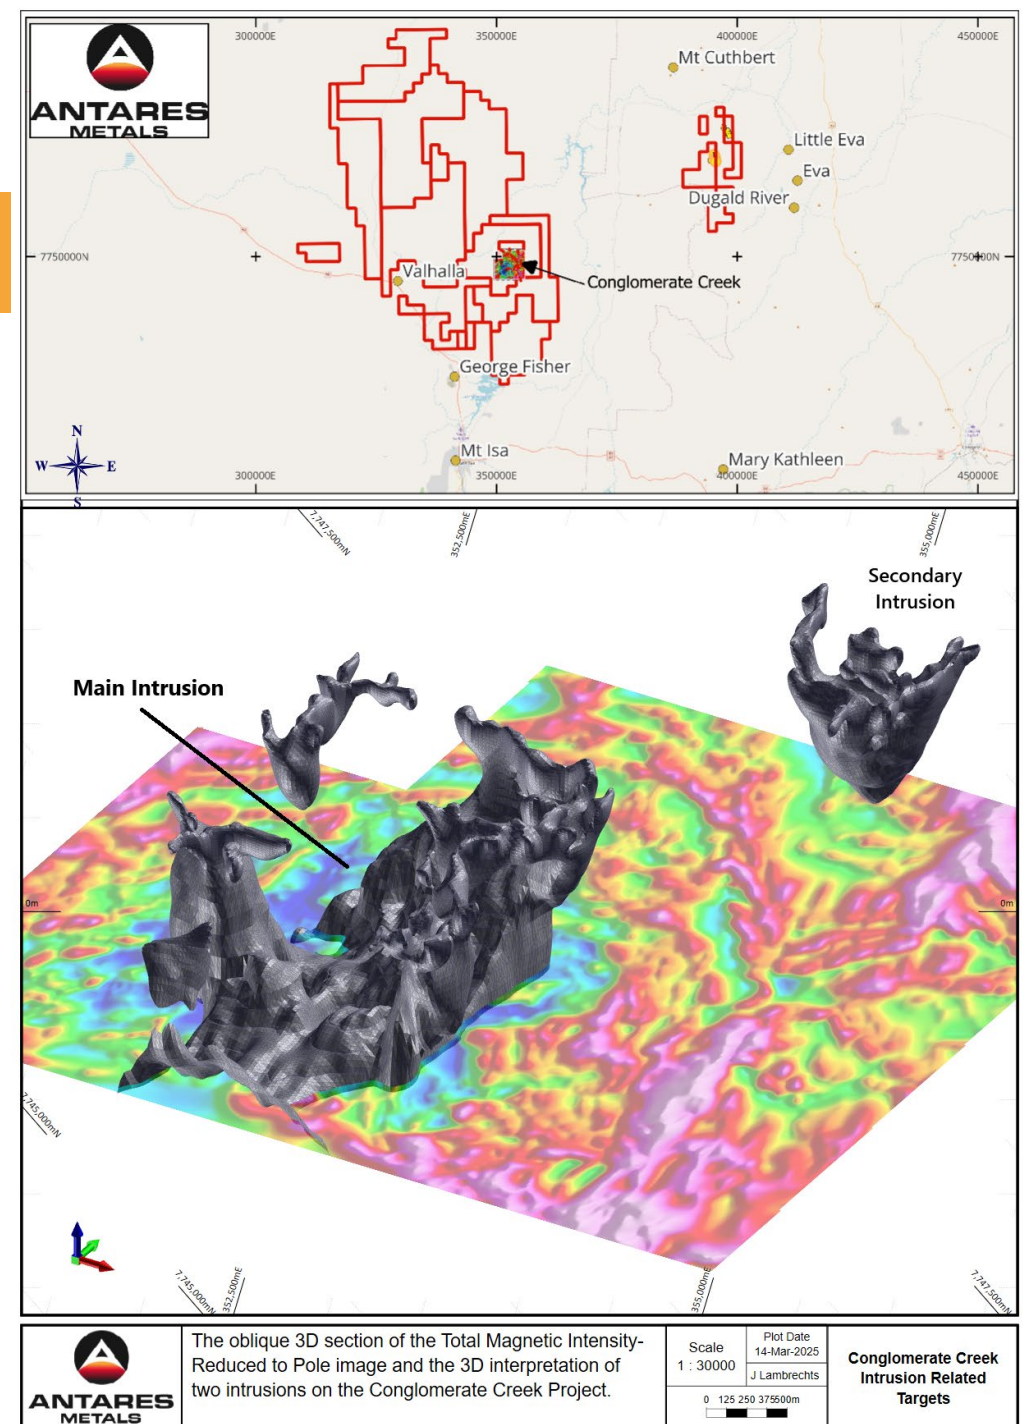 300000E
350000E
400000E
450000E
ANTARES
METALS
Mt Cuthbert
Little Eva
Eva
Dugald River
7750000N
7750000N
Valhalla
Conglomerate Creek
George Fisher
N
W E
S
Mt Isa
Mary Kathleen
300000E
350000E
400000E
450000E
7,747,500mN
352,500mE
355,000mE
Secondary
Intrusion
Main Intrusion
0m
0m
7,745,000mN
7,745,000mN
352,500mE
355,000mE
7,747,500mN
ANTARES
METALS
The oblique 3D section of the Total Magnetic Intensity-
Reduced to Pole image and the 3D interpretation of
two intrusions on the Conglomerate Creek Project.
Scale
1 : 30000
Plot Date
14-Mar-2025
J Lambrechts
0 125 250 375500m
Conglomerate Creek
Intrusion Related
Targets